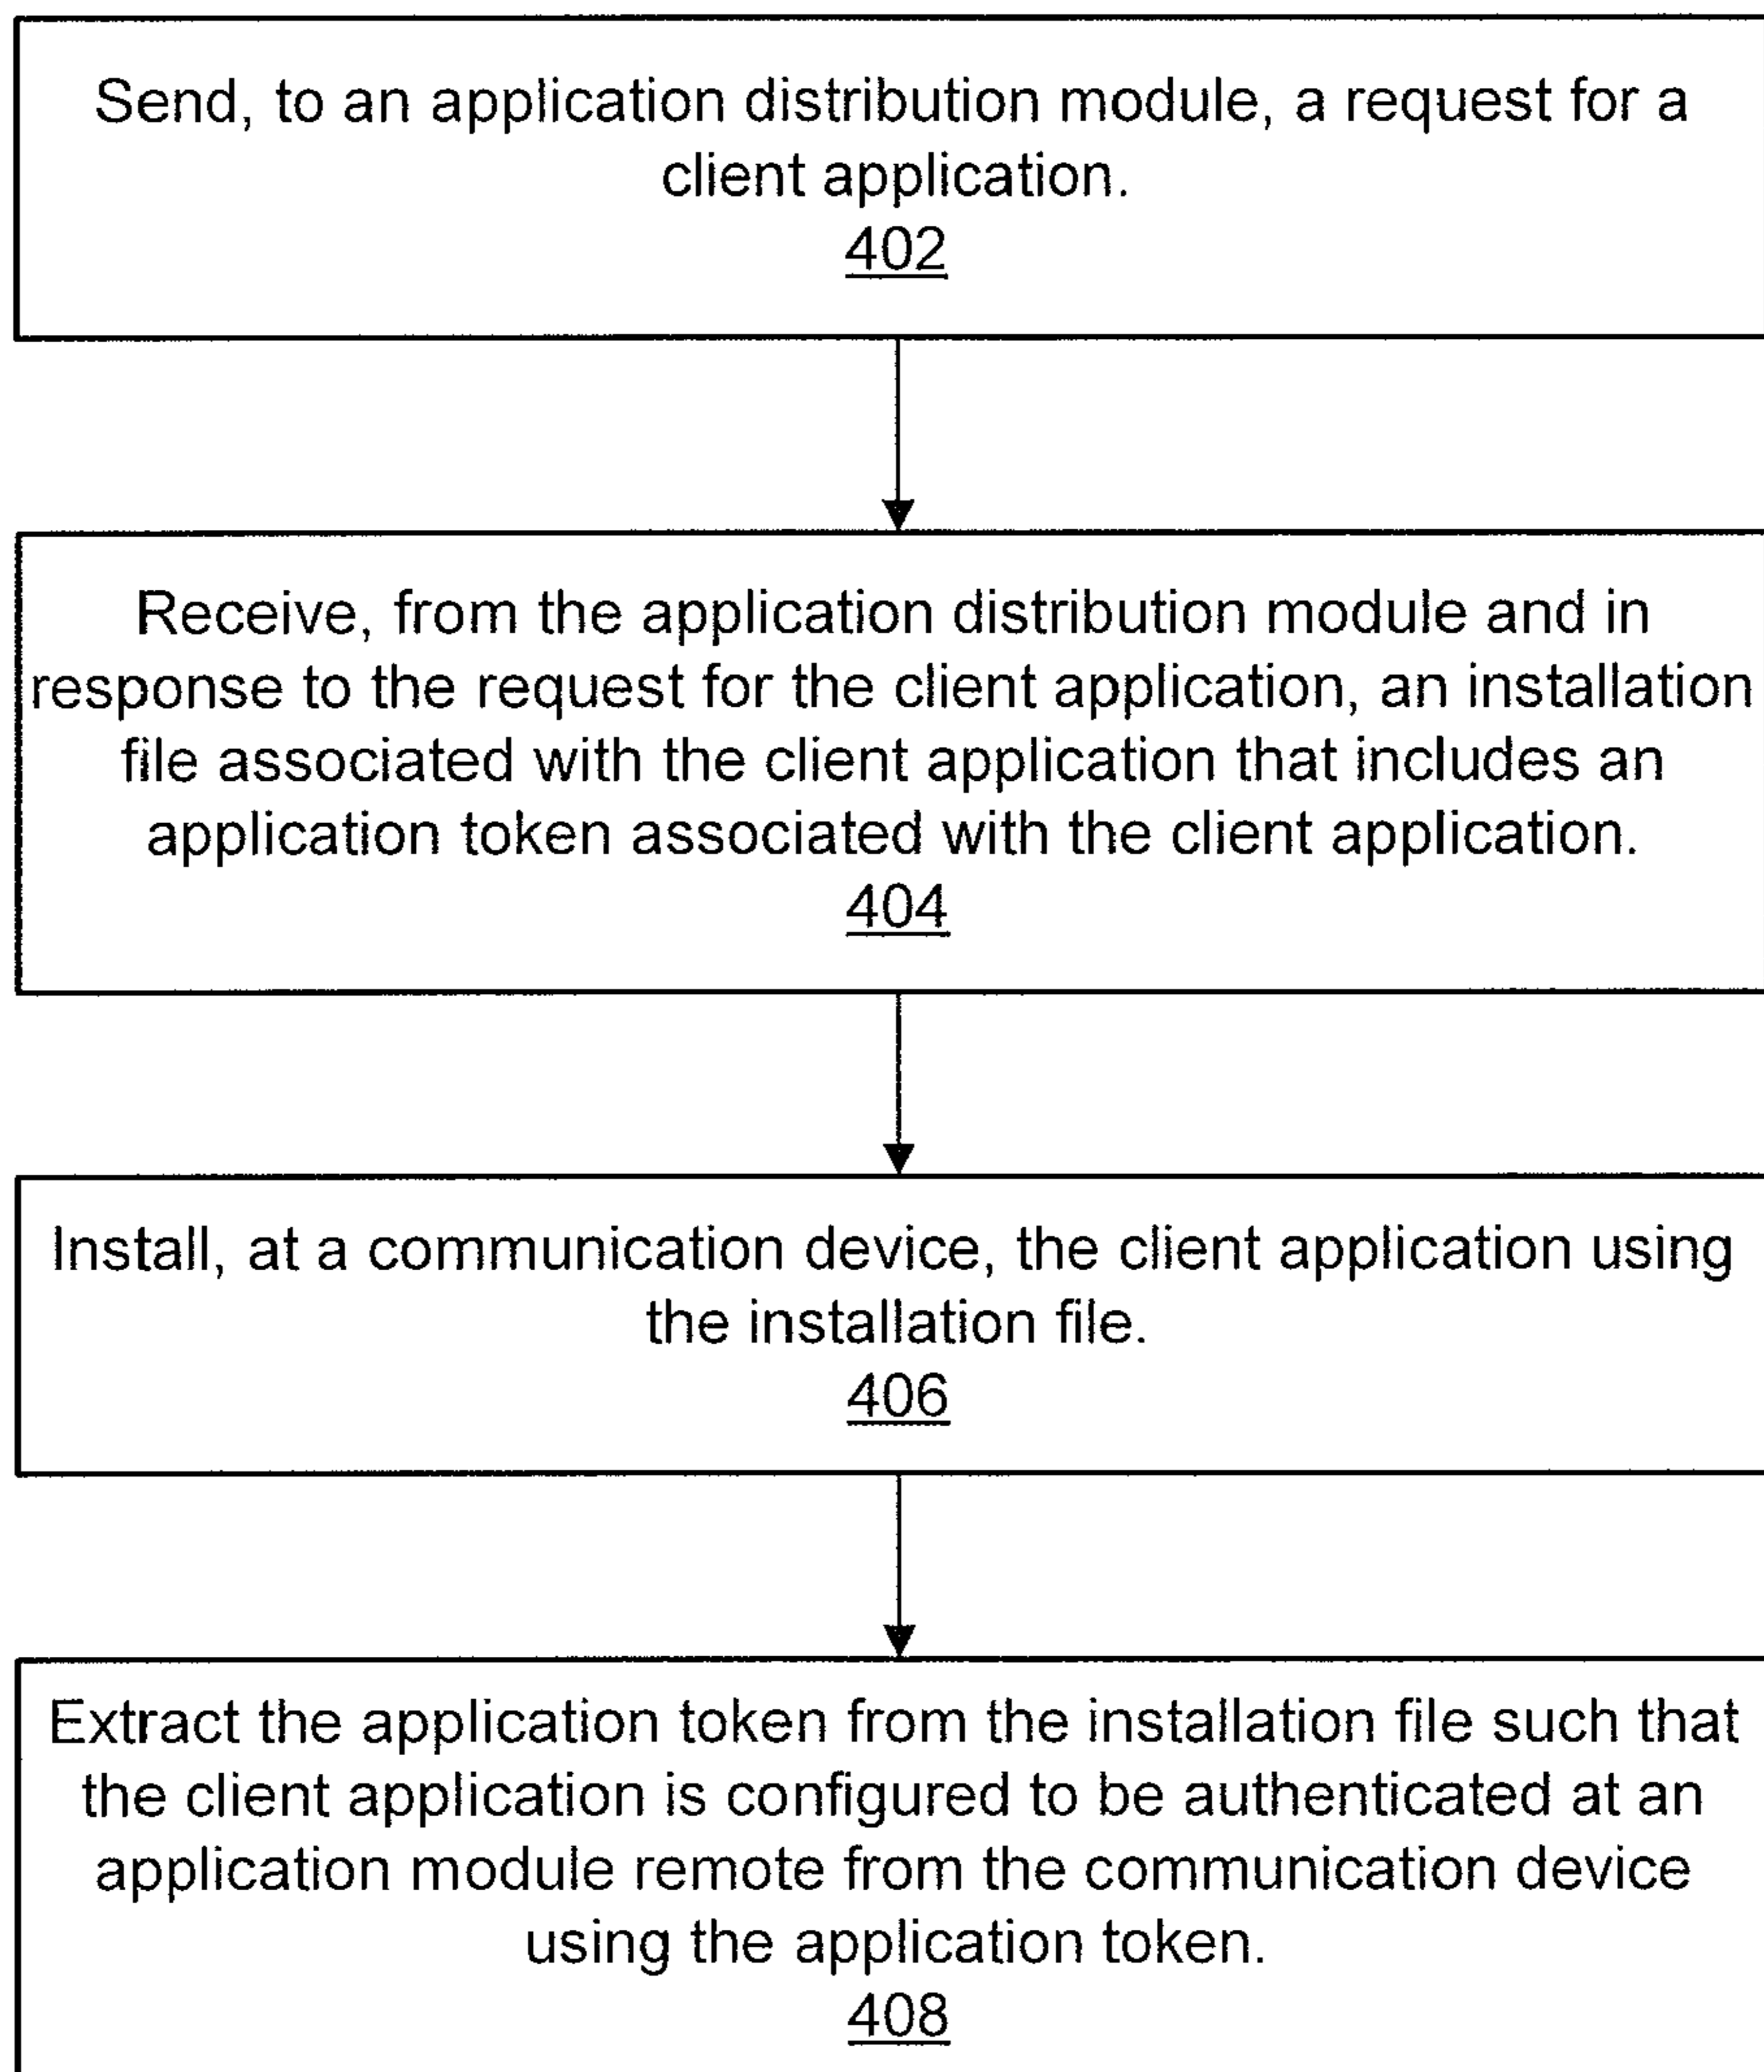 Send, to an application distribution module, a request for a
client application.
402
Receive, from the application distribution module and in
response to the request for the client application, an installation
file associated with the client application that includes an
application token associated with the client application.
404
Install, at a communication device, the client application using
the installation file.
406
Extract the application token from the installation file such that
the client application is configured to be authenticated at an
application module remote from the communication device
using the application token.
408